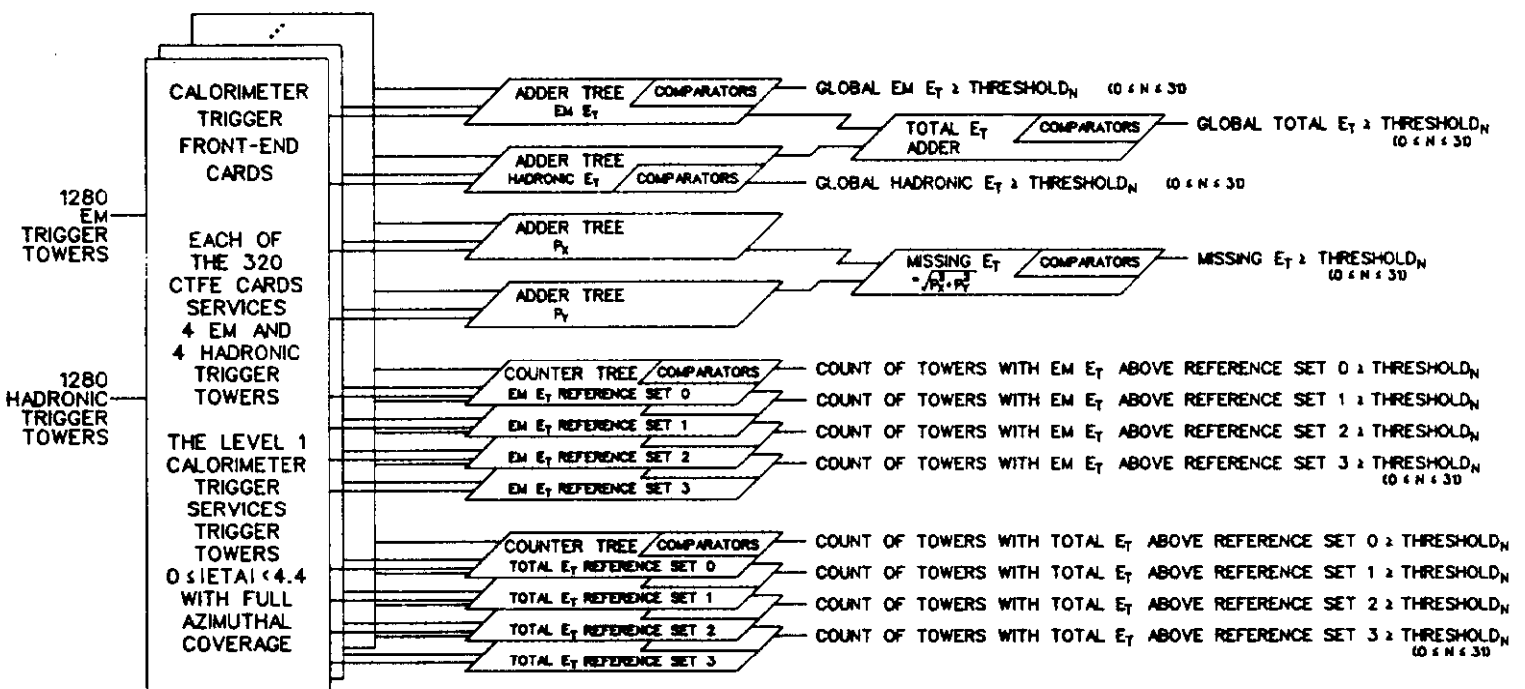 CALORIMETER
TRIGGER
FRONT-END
CARDS
EACH OF
THE 320
CTFE CARDS
SERVICES
4 EM AND
4 HADRONIC
TRIGGER
TOWERS
THE LEVEL 1
CALORIMETER
TRIGGER
SERVICES
TRIGGER
TOWERS
0 ≤ |ETA| < 4.4
WITH FULL
AZIMUTHAL
COVERAGE
1280
EM
TRIGGER
TOWERS
1280
HADRONIC
TRIGGER
TOWERS
ADDER TREE COMPARATORS
EM E_T
GLOBAL EM E_T ≥ THRESHOLD_N (0 ≤ N ≤ 31)
TOTAL E_T COMPARATORS
ADDER
GLOBAL TOTAL E_T ≥ THRESHOLD_N
(0 ≤ N ≤ 31)
ADDER TREE
HADRONIC E_T COMPARATORS
GLOBAL HADRONIC E_T ≥ THRESHOLD_N (0 ≤ N ≤ 31)
ADDER TREE
P_X
MISSING E_T COMPARATORS
= √(P_X² + P_Y²)
MISSING E_T ≥ THRESHOLD_N
(0 ≤ N ≤ 31)
ADDER TREE
P_Y
COUNTER TREE COMPARATORS
EM E_T REFERENCE SET 0
EM E_T REFERENCE SET 1
EM E_T REFERENCE SET 2
EM E_T REFERENCE SET 3
COUNT OF TOWERS WITH EM E_T ABOVE REFERENCE SET 0 ≥ THRESHOLD_N
COUNT OF TOWERS WITH EM E_T ABOVE REFERENCE SET 1 ≥ THRESHOLD_N
COUNT OF TOWERS WITH EM E_T ABOVE REFERENCE SET 2 ≥ THRESHOLD_N
COUNT OF TOWERS WITH EM E_T ABOVE REFERENCE SET 3 ≥ THRESHOLD_N
(0 ≤ N ≤ 31)
COUNTER TREE COMPARATORS
TOTAL E_T REFERENCE SET 0
TOTAL E_T REFERENCE SET 1
TOTAL E_T REFERENCE SET 2
TOTAL E_T REFERENCE SET 3
COUNT OF TOWERS WITH TOTAL E_T ABOVE REFERENCE SET 0 ≥ THRESHOLD_N
COUNT OF TOWERS WITH TOTAL E_T ABOVE REFERENCE SET 1 ≥ THRESHOLD_N
COUNT OF TOWERS WITH TOTAL E_T ABOVE REFERENCE SET 2 ≥ THRESHOLD_N
COUNT OF TOWERS WITH TOTAL E_T ABOVE REFERENCE SET 3 ≥ THRESHOLD_N
(0 ≤ N ≤ 31)